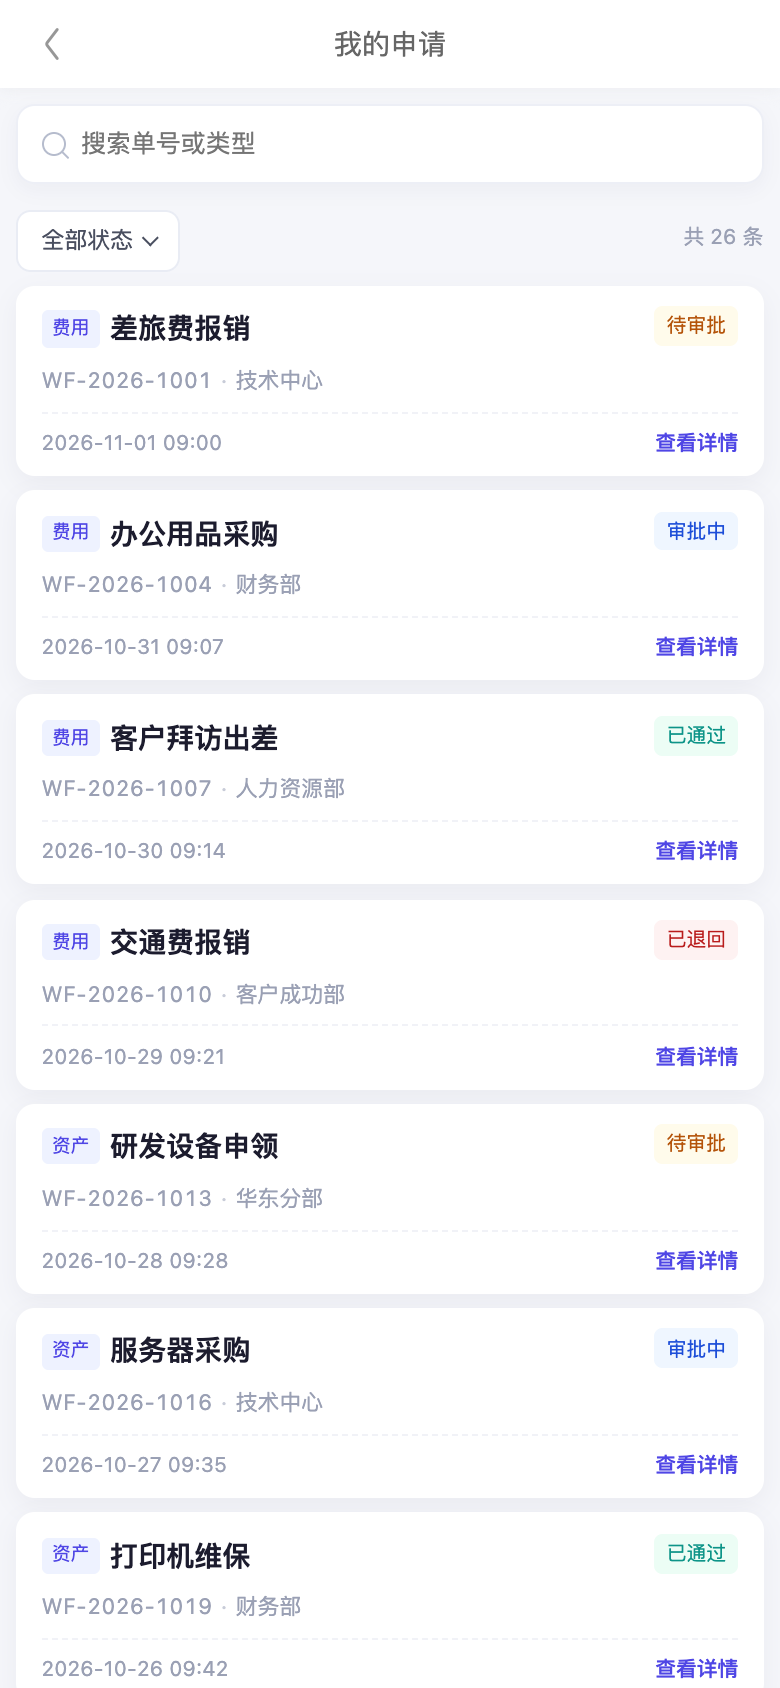 我的申请
搜索单号或类型
全部状态 共 26 条
费用 差旅费报销 待审批
WF-2026-1001 · 技术中心
2026-11-01 09:00 查看详情
费用 办公用品采购 审批中
WF-2026-1004 · 财务部
2026-10-31 09:07 查看详情
费用 客户拜访出差 已通过
WF-2026-1007 · 人力资源部
2026-10-30 09:14 查看详情
费用 交通费报销 已退回
WF-2026-1010 · 客户成功部
2026-10-29 09:21 查看详情
资产 研发设备申领 待审批
WF-2026-1013 · 华东分部
2026-10-28 09:28 查看详情
资产 服务器采购 审批中
WF-2026-1016 · 技术中心
2026-10-27 09:35 查看详情
资产 打印机维保 已通过
WF-2026-1019 · 财务部
2026-10-26 09:42 查看详情